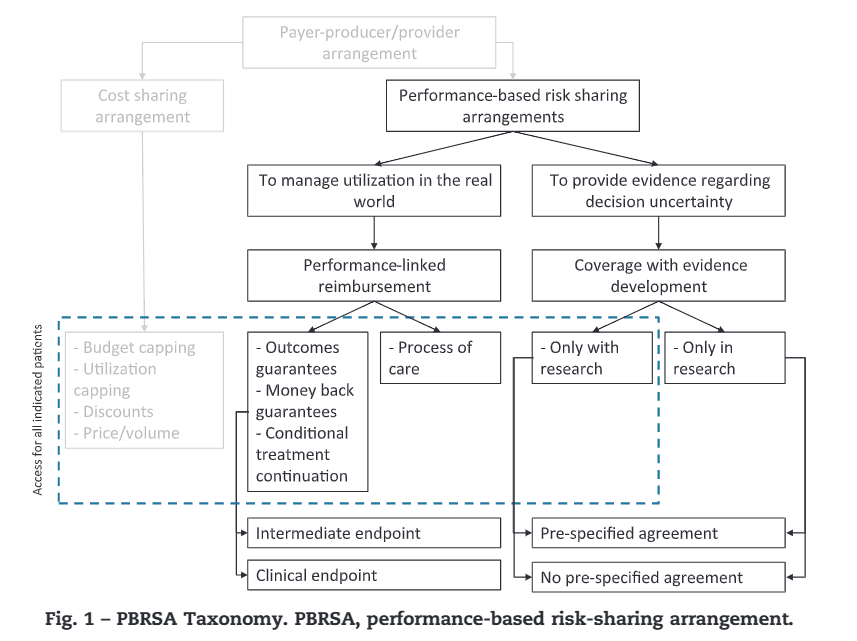 Payer-producer/provider
arrangement
Cost sharing
arrangement
Performance-based risk sharing
arrangements
To manage utilization in the real
world
To provide evidence regarding
decision uncertainty
Performance-linked
reimbursement
Coverage with evidence
development
Access for all indicated patients
- Budget capping
- Utilization
capping
- Discounts
- Price/volume
- Outcomes
guarantees
- Money back
guarantees
- Conditional
treatment
continuation
- Process of
care
- Only with
research
- Only in
research
Intermediate endpoint
Pre-specified agreement
Clinical endpoint
No pre-specified agreement
Fig. 1 – PBRSA Taxonomy. PBRSA, performance-based risk-sharing arrangement.